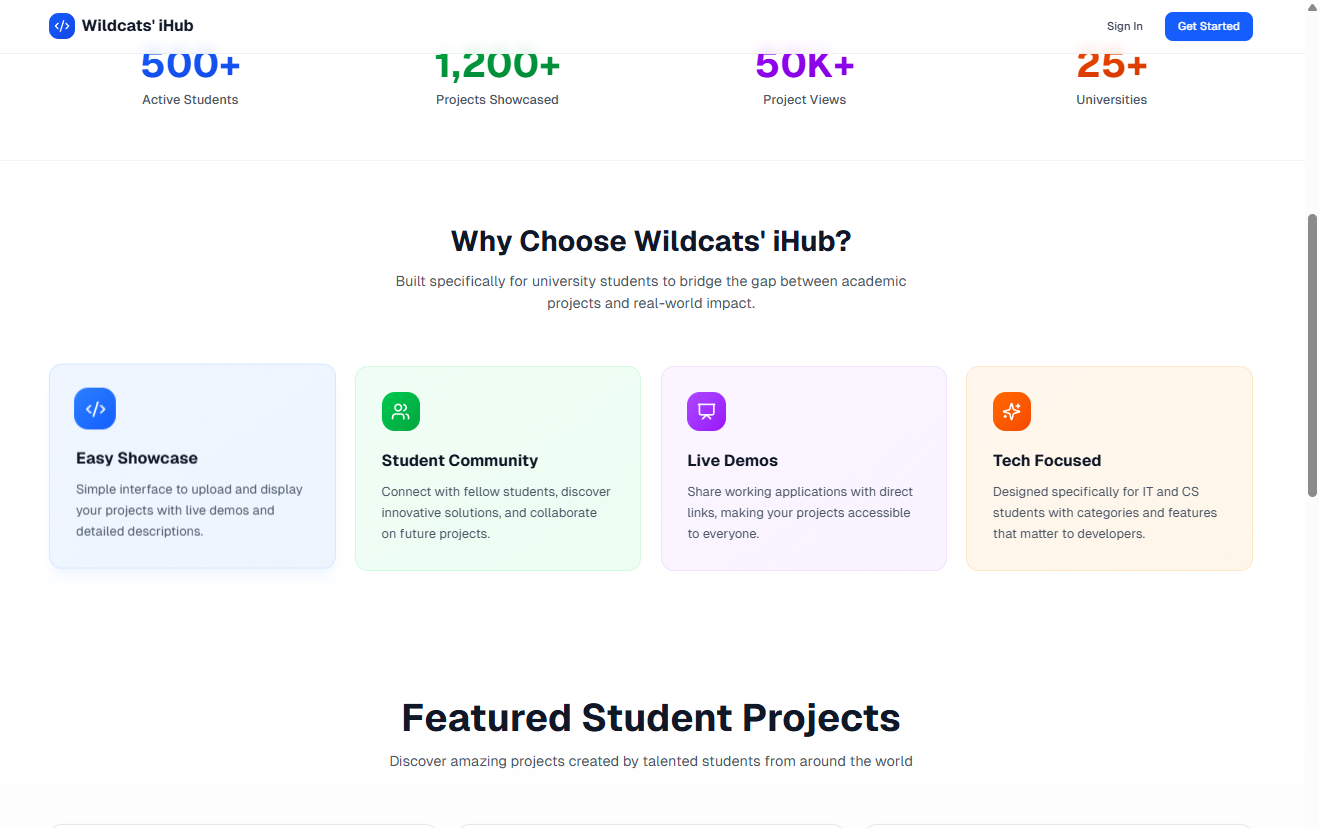 Wildcats' iHub
Sign In
Get Started
500+
1,200+
50K+
25+
Active Students
Projects Showcased
Project Views
Universities
Why Choose Wildcats' iHub?
Built specifically for university students to bridge the gap between academic
projects and real-world impact.
Easy Showcase
Simple interface to upload and display
your projects with live demos and
detailed descriptions.
Student Community
Connect with fellow students, discover
innovative solutions, and collaborate
on future projects.
Live Demos
Share working applications with direct
links, making your projects accessible
to everyone.
Tech Focused
Designed specifically for IT and CS
students with categories and features
that matter to developers.
Featured Student Projects
Discover amazing projects created by talented students from around the world